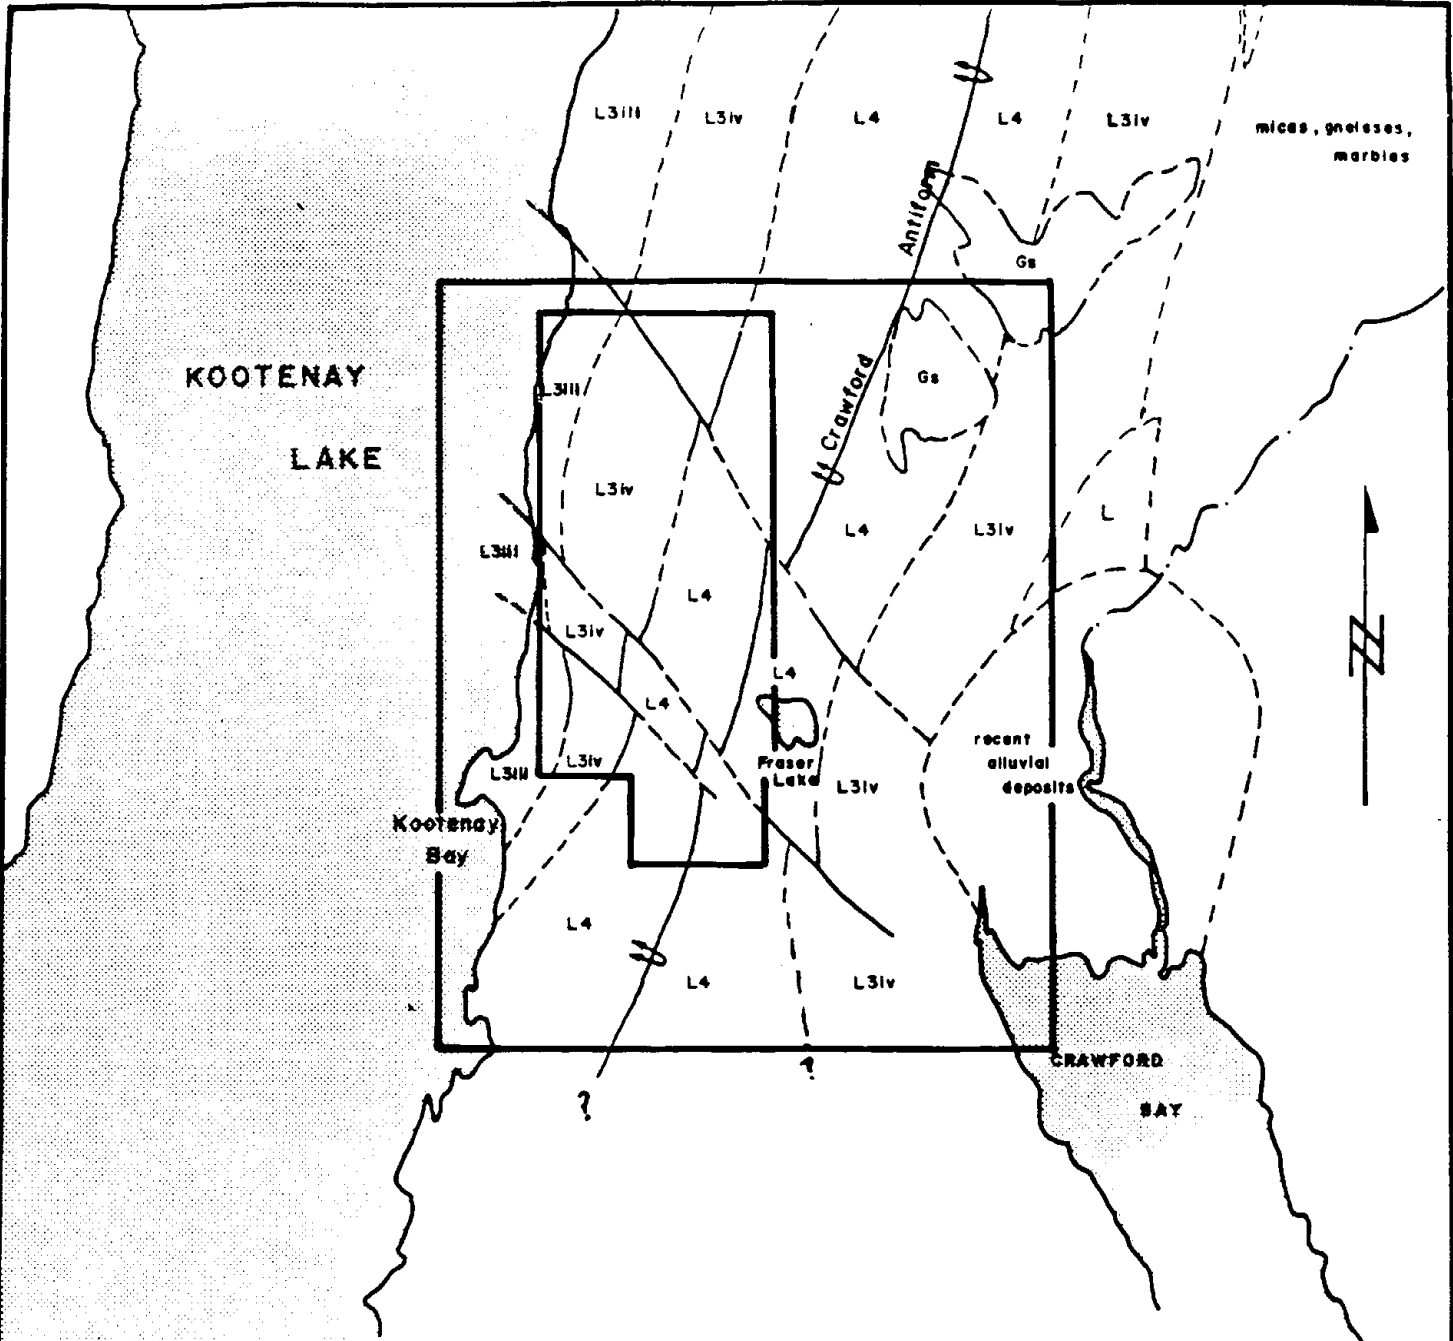 L3iii
L3iv
L4
L4
L3iv
micas, gneisses,
marbles
Antiform
Gs
KOOTENAY
LAKE
L3iii
Crawford
Gs
L3iv
L4
L3iv
L
L3iii
L4
L3iv
L4
L4
recent
alluvial
deposits
Fraser
Lake
L3iii
L3iv
L3iv
Kootenay
Bay
L4
L4
L3iv
CRAWFORD
BAY
?
?
N